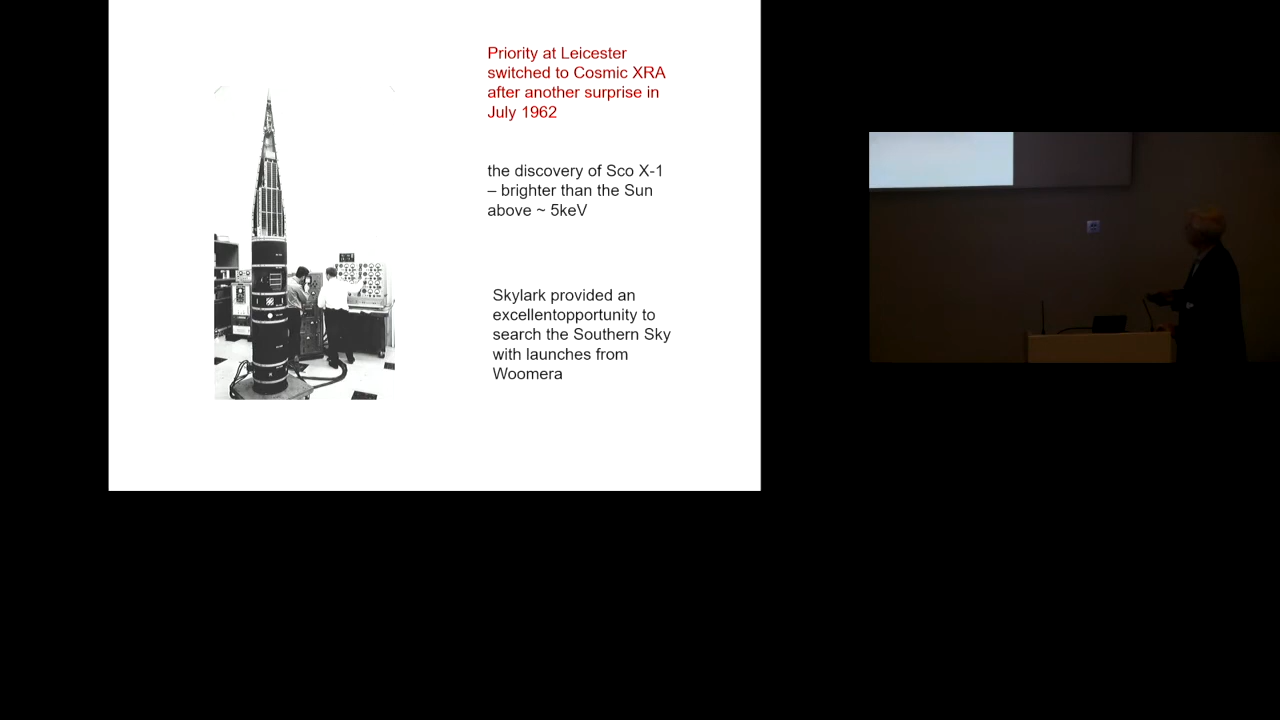 Priority at Leicester
switched to Cosmic XRA
after another surprise in
July 1962
the discovery of Sco X-1
– brighter than the Sun
above ~ 5keV
Skylark provided an
excellentopportunity to
search the Southern Sky
with launches from
Woomera